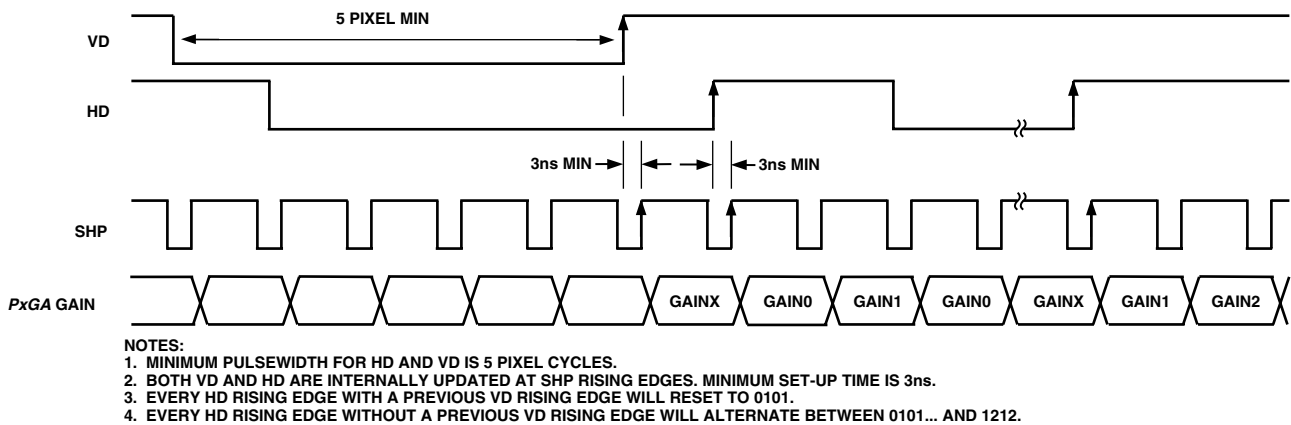 5 PIXEL MIN
VD
HD
3ns MIN
3ns MIN
SHP
PxGA GAIN
GAINX
GAIN0
GAIN1
GAIN0
GAINX
GAIN1
GAIN2
NOTES:
1. MINIMUM PULSEWIDTH FOR HD AND VD IS 5 PIXEL CYCLES.
2. BOTH VD AND HD ARE INTERNALLY UPDATED AT SHP RISING EDGES. MINIMUM SET-UP TIME IS 3ns.
3. EVERY HD RISING EDGE WITH A PREVIOUS VD RISING EDGE WILL RESET TO 0101.
4. EVERY HD RISING EDGE WITHOUT A PREVIOUS VD RISING EDGE WILL ALTERNATE BETWEEN 0101... AND 1212.